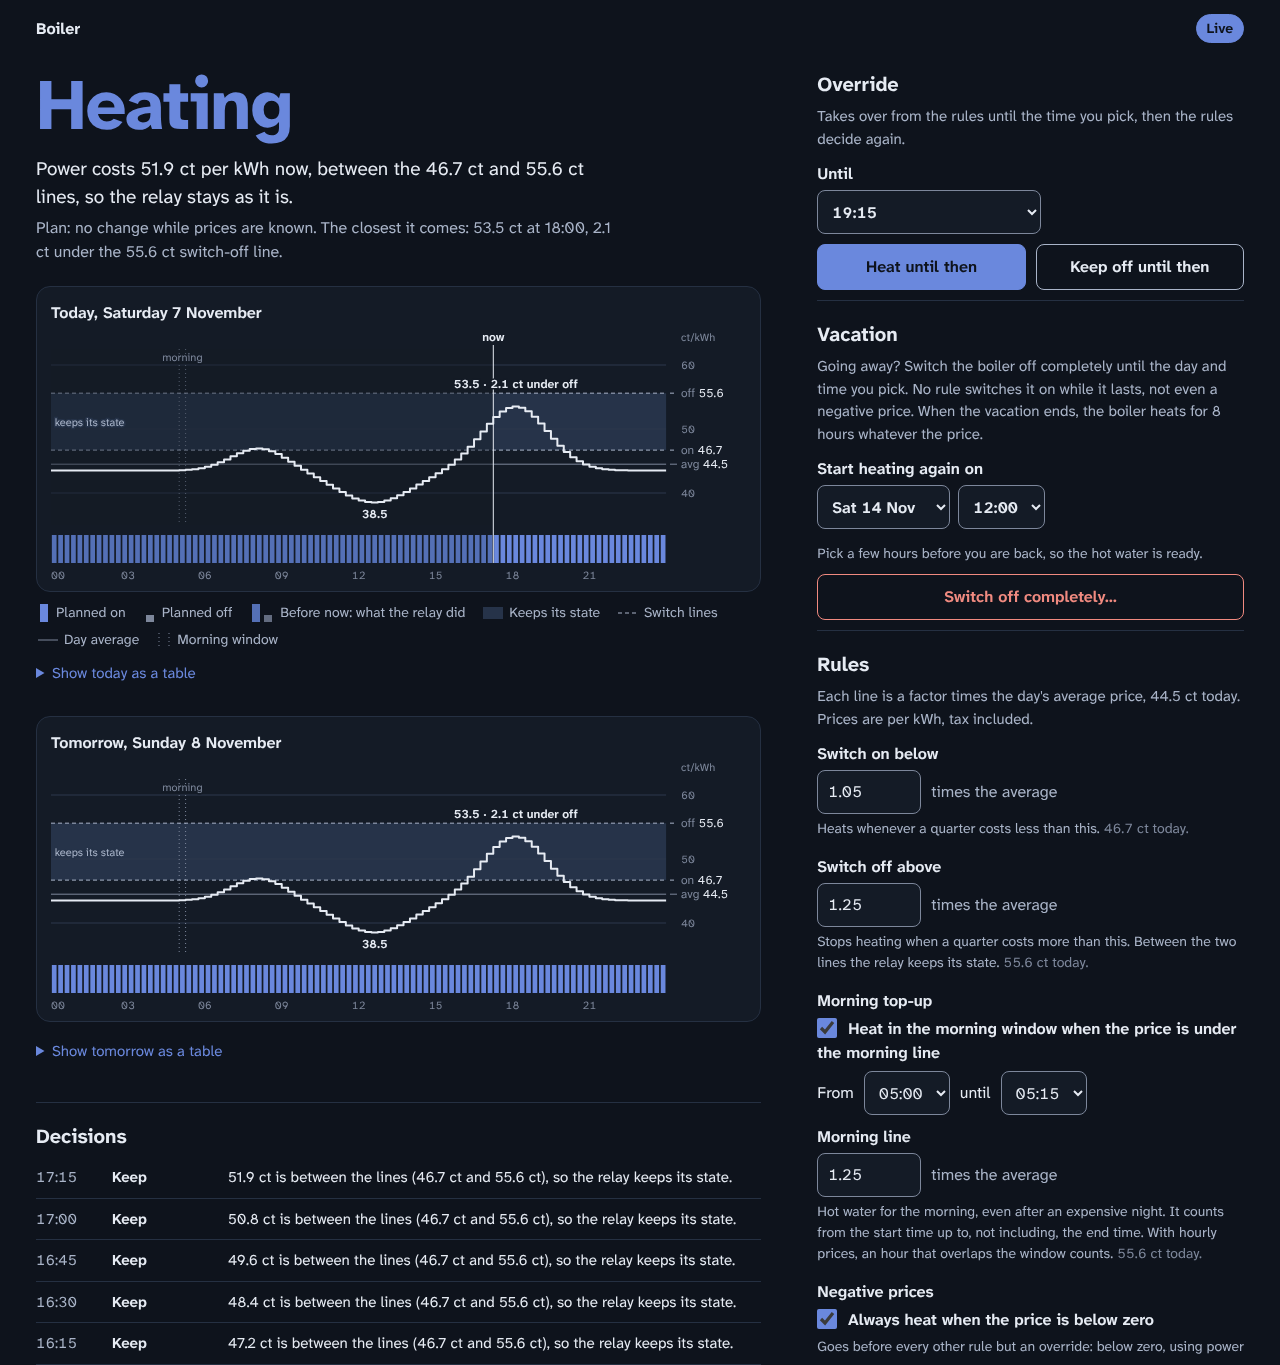 Boiler
Live
Heating
Power costs 51.9 ct per kWh now, between the 46.7 ct and 55.6 ct
lines, so the relay stays as it is.
Plan: no change while prices are known. The closest it comes: 53.5 ct at 18:00, 2.1
ct under the 55.6 ct switch-off line.
Today, Saturday 7 November
now
ct/kWh
morning
60
53.5 · 2.1 ct under off
off 55.6
keeps its state
50
on 46.7
avg 44.5
40
38.5
00 03 06 09 12 15 18 21
Planned on
Planned off
Before now: what the relay did
Keeps its state
Switch lines
Day average
Morning window
Show today as a table
Tomorrow, Sunday 8 November
ct/kWh
morning
60
53.5 · 2.1 ct under off
off 55.6
keeps its state
50
on 46.7
avg 44.5
40
38.5
00 03 06 09 12 15 18 21
Show tomorrow as a table
Decisions
17:15 Keep 51.9 ct is between the lines (46.7 ct and 55.6 ct), so the relay keeps its state.
17:00 Keep 50.8 ct is between the lines (46.7 ct and 55.6 ct), so the relay keeps its state.
16:45 Keep 49.6 ct is between the lines (46.7 ct and 55.6 ct), so the relay keeps its state.
16:30 Keep 48.4 ct is between the lines (46.7 ct and 55.6 ct), so the relay keeps its state.
16:15 Keep 47.2 ct is between the lines (46.7 ct and 55.6 ct), so the relay keeps its state.
Override
Takes over from the rules until the time you pick, then the rules
decide again.
Until
19:15
Heat until then
Keep off until then
Vacation
Going away? Switch the boiler off completely until the day and
time you pick. No rule switches it on while it lasts, not even a
negative price. When the vacation ends, the boiler heats for 8
hours whatever the price.
Start heating again on
Sat 14 Nov
12:00
Pick a few hours before you are back, so the hot water is ready.
Switch off completely...
Rules
Each line is a factor times the day's average price, 44.5 ct today.
Prices are per kWh, tax included.
Switch on below
1.05 times the average
Heats whenever a quarter costs less than this. 46.7 ct today.
Switch off above
1.25 times the average
Stops heating when a quarter costs more than this. Between the two
lines the relay keeps its state. 55.6 ct today.
Morning top-up
Heat in the morning window when the price is under
the morning line
From 05:00 until 05:15
Morning line
1.25 times the average
Hot water for the morning, even after an expensive night. It counts
from the start time up to, not including, the end time. With hourly
prices, an hour that overlaps the window counts. 55.6 ct today.
Negative prices
Always heat when the price is below zero
Goes before every other rule but an override: below zero, using power